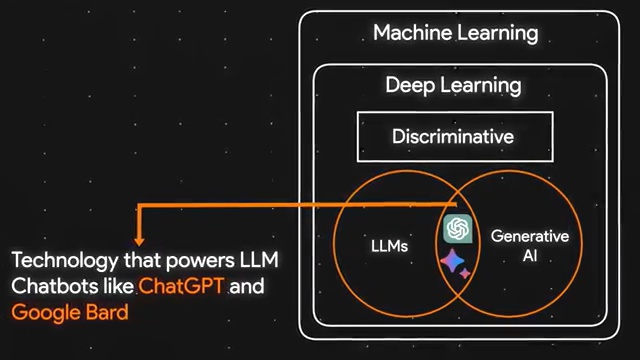 Machine Learning
Deep Learning
Discriminative
LLMs
Generative
AI
Technology that powers LLM
Chatbots like ChatGPT and
Google Bard